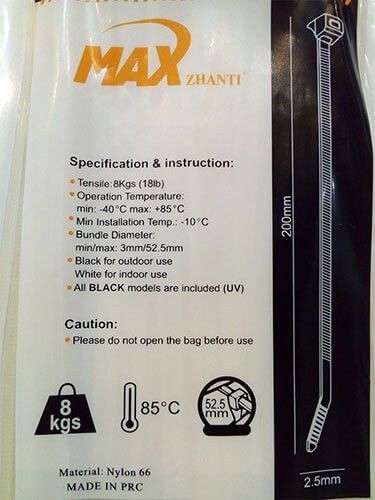 MAX
ZHANTI
Specification & instruction:
Tensile:8Kgs (18lb)
Operation Temperature:
min: -40°C max: +85°C
Min Installation Temp.: -10°C
Bundle Diameter:
min/max: 3mm/52.5mm
Black for outdoor use
White for indoor use
All BLACK models are included (UV)
Caution:
Please do not open the bag before use
8
kgs
85°C
52.5
mm
Material: Nylon 66
MADE IN PRC
200mm
2.5mm